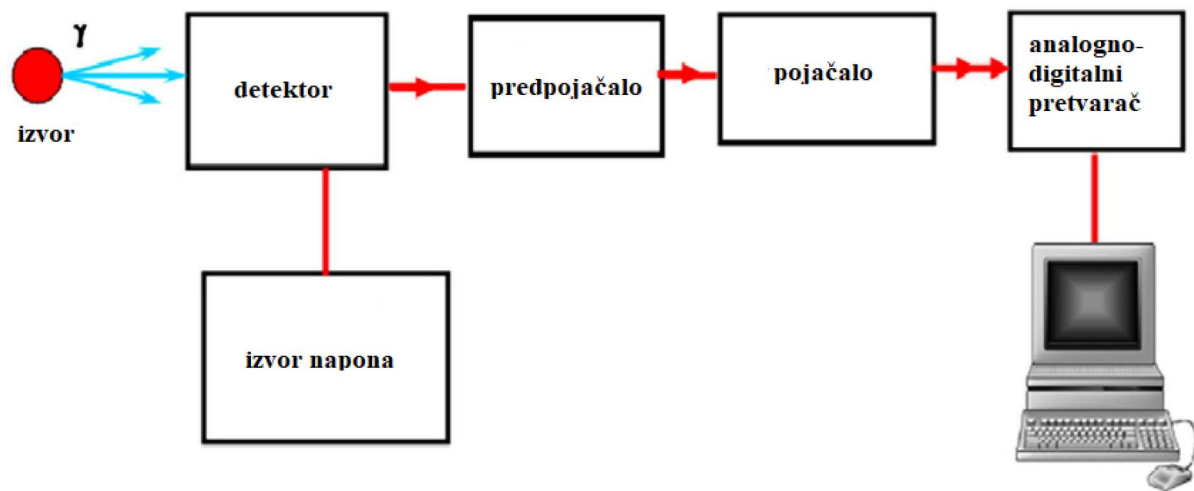 γ
izvor
detektor
predpojačalo
pojačalo
analogno-
digitalni
pretvarač
izvor napona